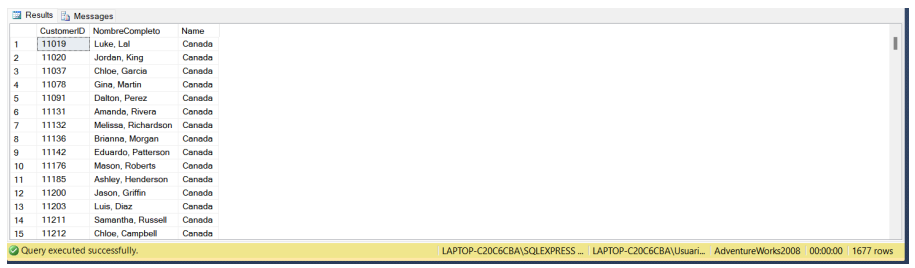 Results Messages
CustomerID NombreCompleto Name
1 11019 Luke, Lal Canada
2 11020 Jordan, King Canada
3 11037 Chloe, Garcia Canada
4 11078 Gina, Martin Canada
5 11091 Dalton, Perez Canada
6 11131 Amanda, Rivera Canada
7 11132 Melissa, Richardson Canada
8 11136 Brianna, Morgan Canada
9 11142 Eduardo, Patterson Canada
10 11176 Mason, Roberts Canada
11 11185 Ashley, Henderson Canada
12 11200 Jason, Griffin Canada
13 11203 Luis, Diaz Canada
14 11211 Samantha, Russell Canada
15 11212 Chloe, Campbell Canada
Query executed successfully. LAPTOP-C20C6CBA\SQLEXPRESS ... LAPTOP-C20C6CBA\Usuari... AdventureWorks2008 00:00:00 1677 rows